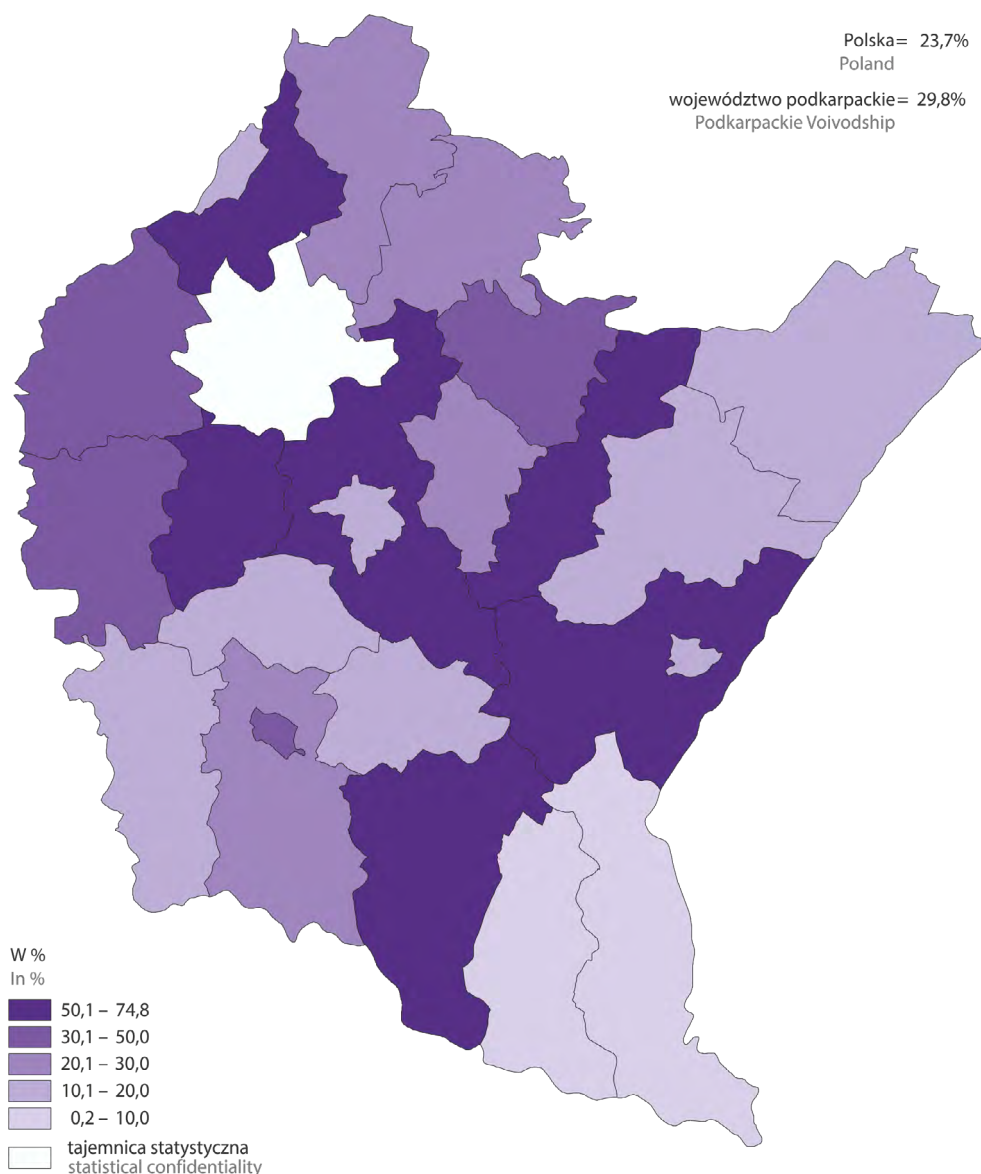 Polska= 23,7%
Poland
województwo podkarpackie= 29,8%
Podkarpackie Voivodship
W %
In %
50,1 – 74,8
30,1 – 50,0
20,1 – 30,0
10,1 – 20,0
0,2 – 10,0
tajemnica statystyczna
statistical confidentiality